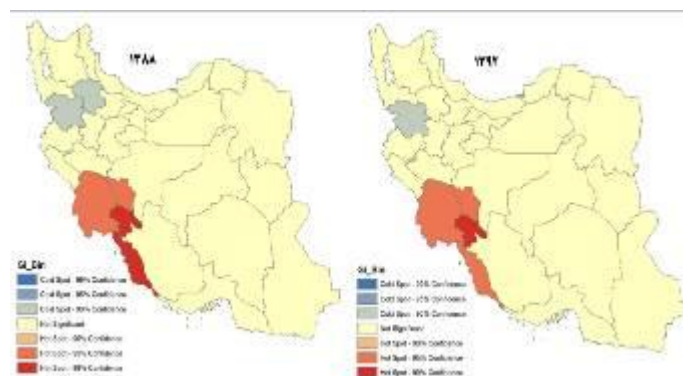 ۱۳۸۸
Gi_Bin
Cold Spot - 99% Confidence
Cold Spot - 95% Confidence
Cold Spot - 90% Confidence
Not Significant
Hot Spot - 90% Confidence
Hot Spot - 95% Confidence
Hot Spot - 99% Confidence
۱۳۹۲
Gi_Bin
Cold Spot - 99% Confidence
Cold Spot - 95% Confidence
Cold Spot - 90% Confidence
Not Significant
Hot Spot - 90% Confidence
Hot Spot - 95% Confidence
Hot Spot - 99% Confidence